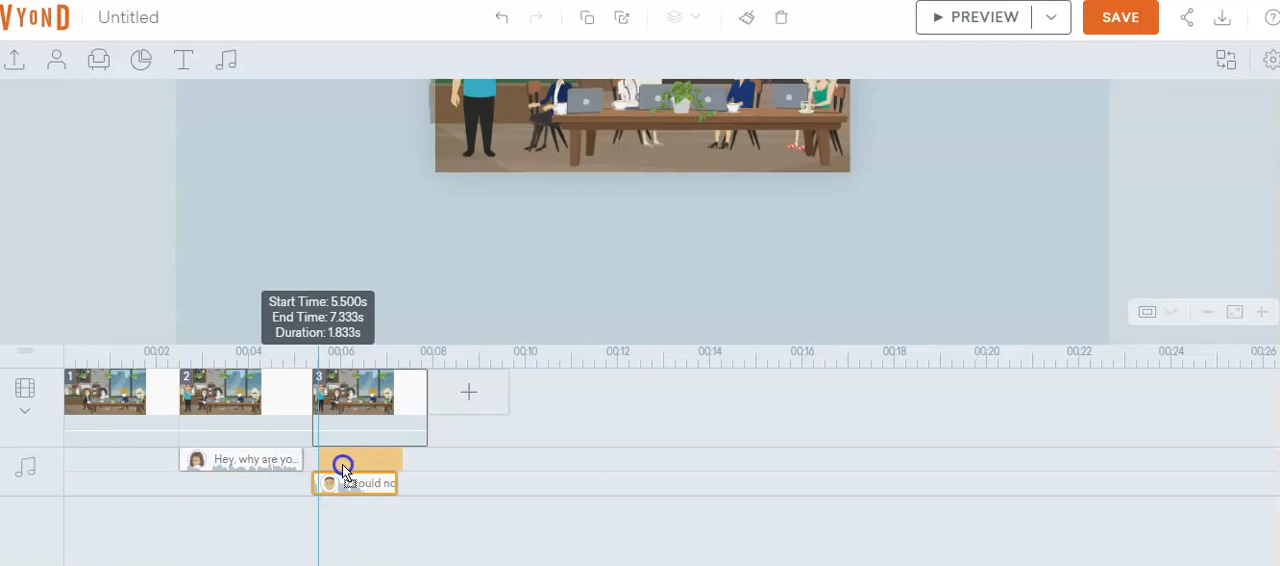 VYOND
Untitled
PREVIEW
SAVE
Start Time: 5.500s
End Time: 7.333s
Duration: 1.833s
00:02 00:04 00:06 00:08 00:10 00:12 00:14 00:16 00:18 00:20 00:22 00:24 00:26
1 2 3
Hey, why are yo...
ould no